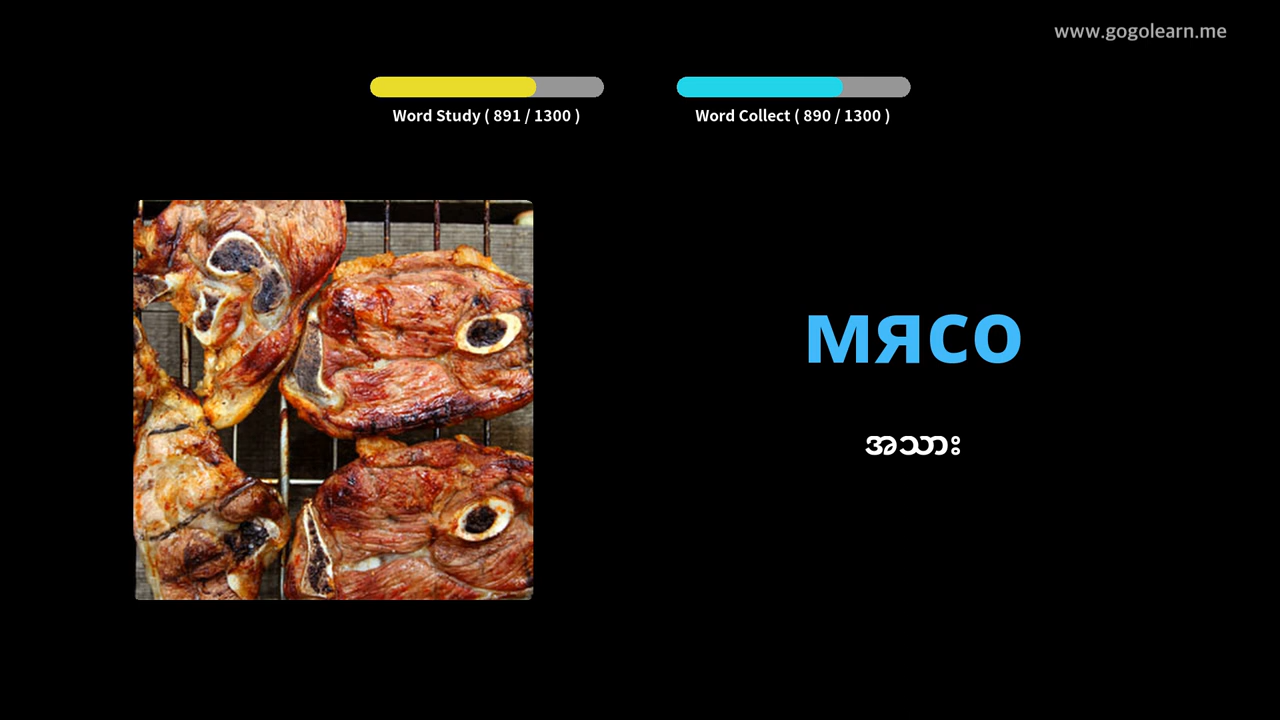 www.gogolearn.me
Word Study ( 891 / 1300 )
Word Collect ( 890 / 1300 )
мясо
အသား